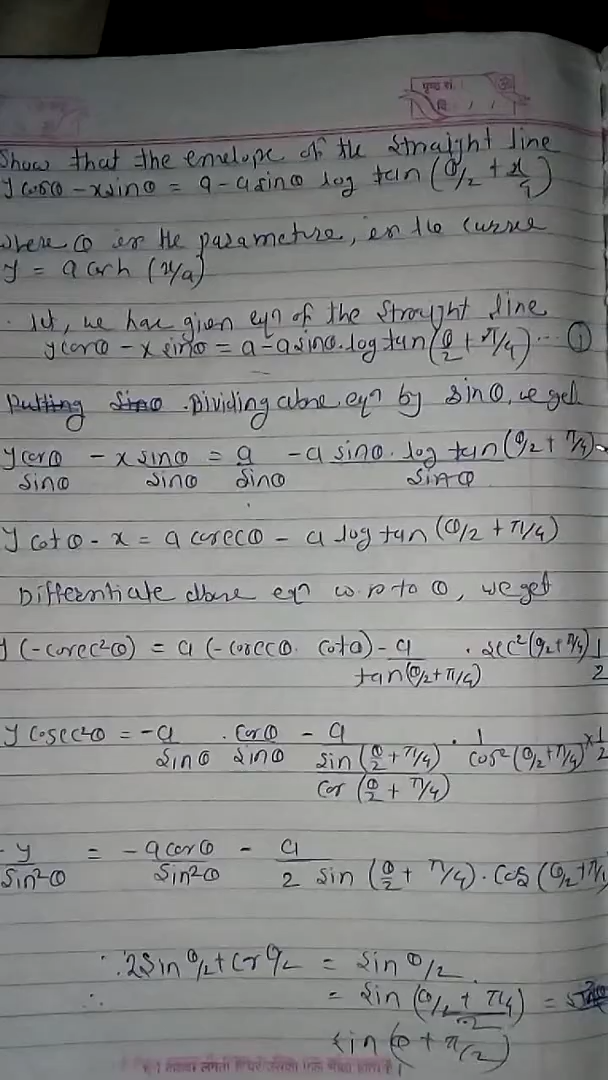 पृष्ठ सं.
दि. / /
Show that the envelope of the straight line
y cosθ - x sinθ = a - a sinθ log tan (θ/2 + π/4)
where θ is the parameture, is the curve
y = a cosh (x/a)
let, we have given eqn of the straight line
y cosθ - x sinθ = a - a sinθ. log tan (θ/2 + π/4) ... ①
Dividing above eqn by sinθ, we get
y cosθ/sinθ - x sinθ/sinθ = a/sinθ - a sinθ. log tan (θ/2 + π/4)/sinθ
y cotθ - x = a cosecθ - a log tan (θ/2 + π/4)
Differntiate above eqn w.r.to θ, we get
y (-cosec²θ) = a (-cosecθ. cotθ) - a/tan(θ/2 + π/4) . sec²(θ/2 + π/4) 1/2
y cosec²θ = -a/sinθ . cosθ/sinθ - a/(sin (θ/2 + π/4)/cos (θ/2 + π/4)) . 1/cos² (θ/2 + π/4) × 1/2
- y/sin²θ = -a cosθ/sin²θ - a/2 sin (θ/2 + π/4). cos (θ/2 + π/
∵ 2 sin θ/2 + cos θ/2 = sin θ/2
∴ = sin (θ/2 + π/4)/2 =
sin (θ + π/2)